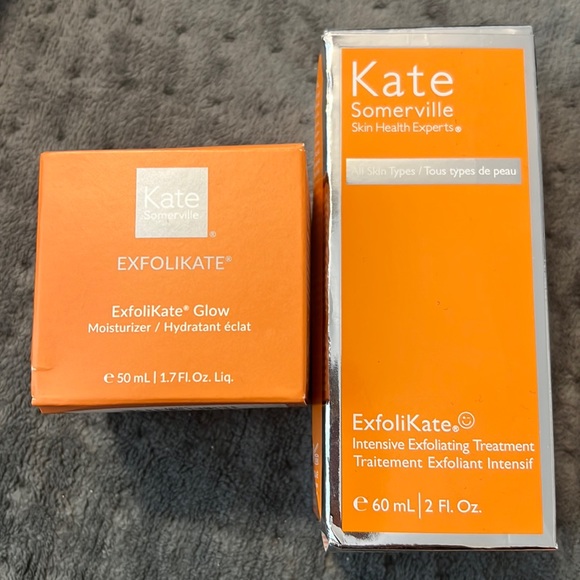 Kate
Somerville
®
EXFOLIKATE®
ExfoliKate® Glow
Moisturizer / Hydratant éclat
℮ 50 mL | 1.7 Fl. Oz. Liq.
Kate
Somerville
Skin Health Experts®
All Skin Types / Tous types de peau
ExfoliKate®
Intensive Exfoliating Treatment
Traitement Exfoliant Intensif
℮ 60 mL | 2 Fl. Oz.